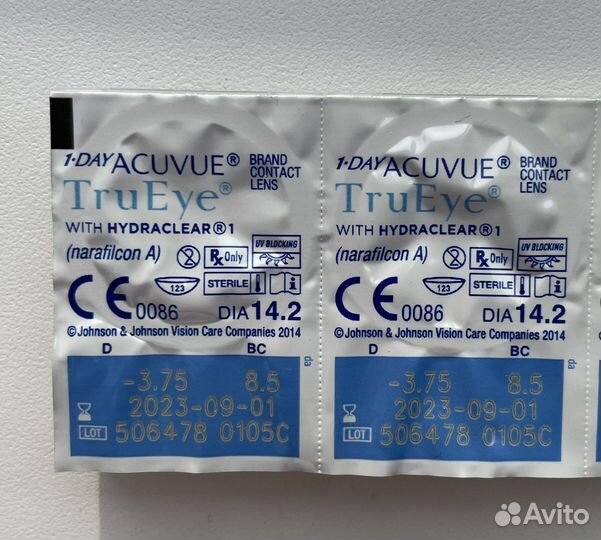 1·DAY ACUVUE® BRAND CONTACT LENS
TruEye®
WITH HYDRACLEAR®1
(narafilcon A) 2 Rx Only UV BLOCKING
CE 0086 123 STERILE i DIA 14.2
©Johnson & Johnson Vision Care Companies 2014
D BC
da
-3.75 8.5
2023-09-01
LOT 506478 0105C
1·DAY ACUVUE® BRAND CONTACT LENS
TruEye®
WITH HYDRACLEAR®1
(narafilcon A) 2 Rx Only UV BLOCKING
CE 0086 123 STERILE i DIA 14.2
©Johnson & Johnson Vision Care Companies 2014
D BC
da
-3.75 8.5
2023-09-01
LOT 506478 0105C
Avito